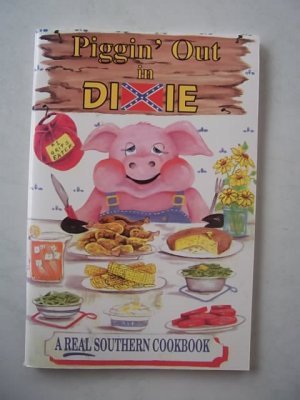 Piggin' Out
in
DIXIE
A REAL SOUTHERN COOKBOOK